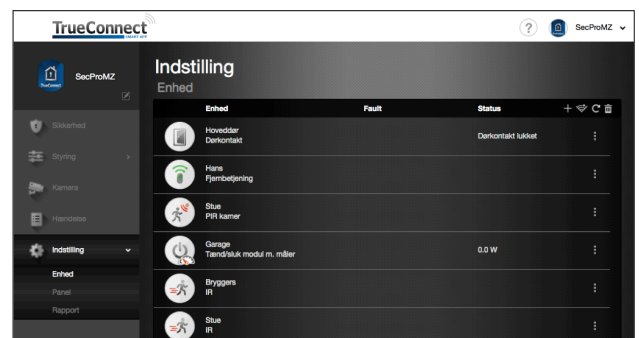 TrueConnect
SMART APP
? SecProMZ
TrueConnect
SecProMZ
Sikkerhed
Styring
Kamera
Hændelse
Indstilling
Enhed
Panel
Rapport
Indstilling
Enhed
Enhed Fault Status
Hoveddør
Dørkontakt Dørkontakt lukket
Hans
Fjernbetjening
Stue
PIR kamer
Garage
Tænd/sluk modul m. måler 0.0 W
Bryggers
IR
Stue
IR